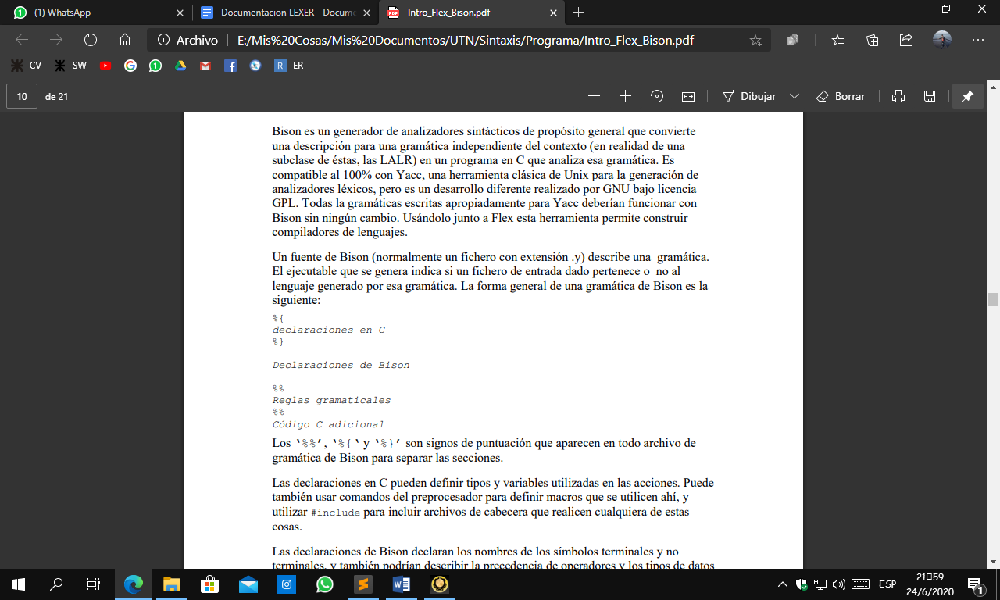 (1) WhatsApp
Documentacion LEXER - Docume
Intro_Flex_Bison.pdf
Archivo
E:/Mis%20Cosas/Mis%20Documentos/UTN/Sintaxis/Programa/Intro_Flex_Bison.pdf
CV SW ER
10 de 21
Dibujar
Borrar
Bison es un generador de analizadores sintácticos de propósito general que convierte
una descripción para una gramática independiente del contexto (en realidad de una
subclase de éstas, las LALR) en un programa en C que analiza esa gramática. Es
compatible al 100% con Yacc, una herramienta clásica de Unix para la generación de
analizadores léxicos, pero es un desarrollo diferente realizado por GNU bajo licencia
GPL. Todas la gramáticas escritas apropiadamente para Yacc deberían funcionar con
Bison sin ningún cambio. Usándolo junto a Flex esta herramienta permite construir
compiladores de lenguajes.
Un fuente de Bison (normalmente un fichero con extensión .y) describe una  gramática.
El ejecutable que se genera indica si un fichero de entrada dado pertenece o  no al
lenguaje generado por esa gramática. La forma general de una gramática de Bison es la
siguiente:
%{
declaraciones en C
%}
Declaraciones de Bison
%%
Reglas gramaticales
%%
Código C adicional
Los ‘%%’, ‘%{‘ y ‘%}’ son signos de puntuación que aparecen en todo archivo de
gramática de Bison para separar las secciones.
Las declaraciones en C pueden definir tipos y variables utilizadas en las acciones. Puede
también usar comandos del preprocesador para definir macros que se utilicen ahí, y
utilizar #include para incluir archivos de cabecera que realicen cualquiera de estas
cosas.
Las declaraciones de Bison declaran los nombres de los símbolos terminales y no
terminales, y también podrían describir la precedencia de operadores y los tipos de datos
ESP
21▯59
24/6/2020
1